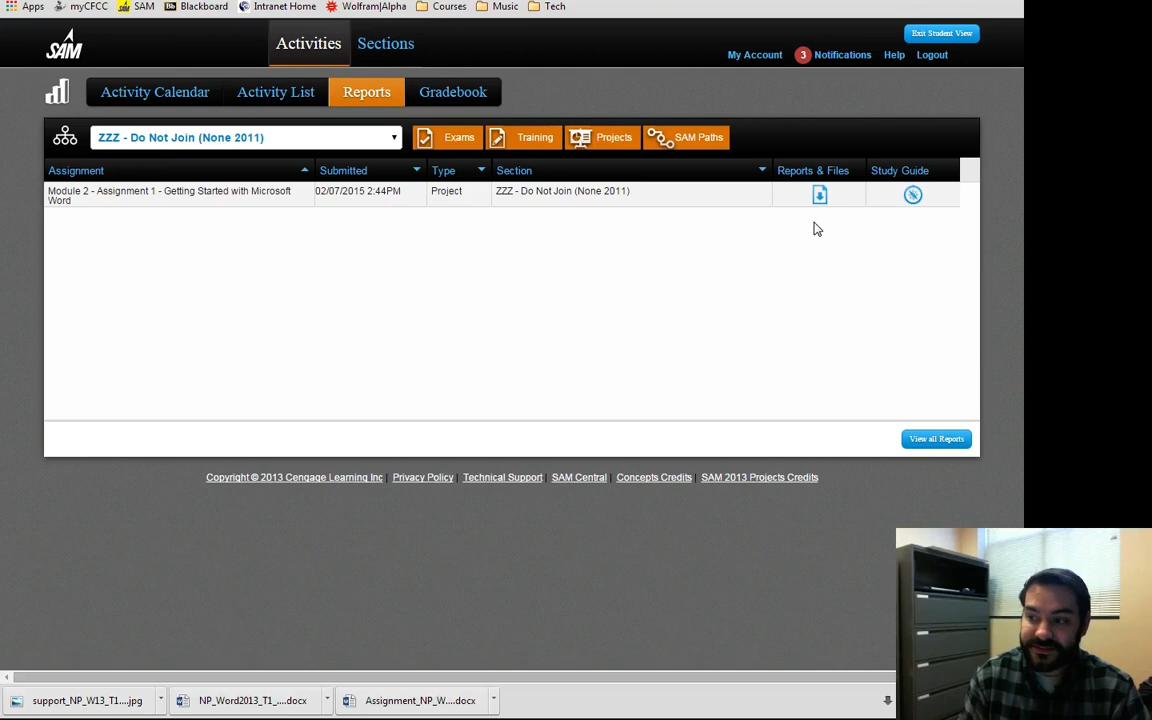 Apps myCFCC SAM Blackboard Intranet Home Wolfram|Alpha Courses Music Tech
SAM Activities Sections Exit Student View
My Account 3 Notifications Help Logout
Activity Calendar Activity List Reports Gradebook
ZZZ - Do Not Join (None 2011) Exams Training Projects SAM Paths
Assignment Submitted Type Section Reports & Files Study Guide
Module 2 - Assignment 1 - Getting Started with Microsoft Word 02/07/2015 2:44PM Project ZZZ - Do Not Join (None 2011)
View all Reports
Copyright © 2013 Cengage Learning Inc | Privacy Policy | Technical Support | SAM Central | Concepts Credits | SAM 2013 Projects Credits
support_NP_W13_T1....jpg NP_Word2013_T1_....docx Assignment_NP_W....docx